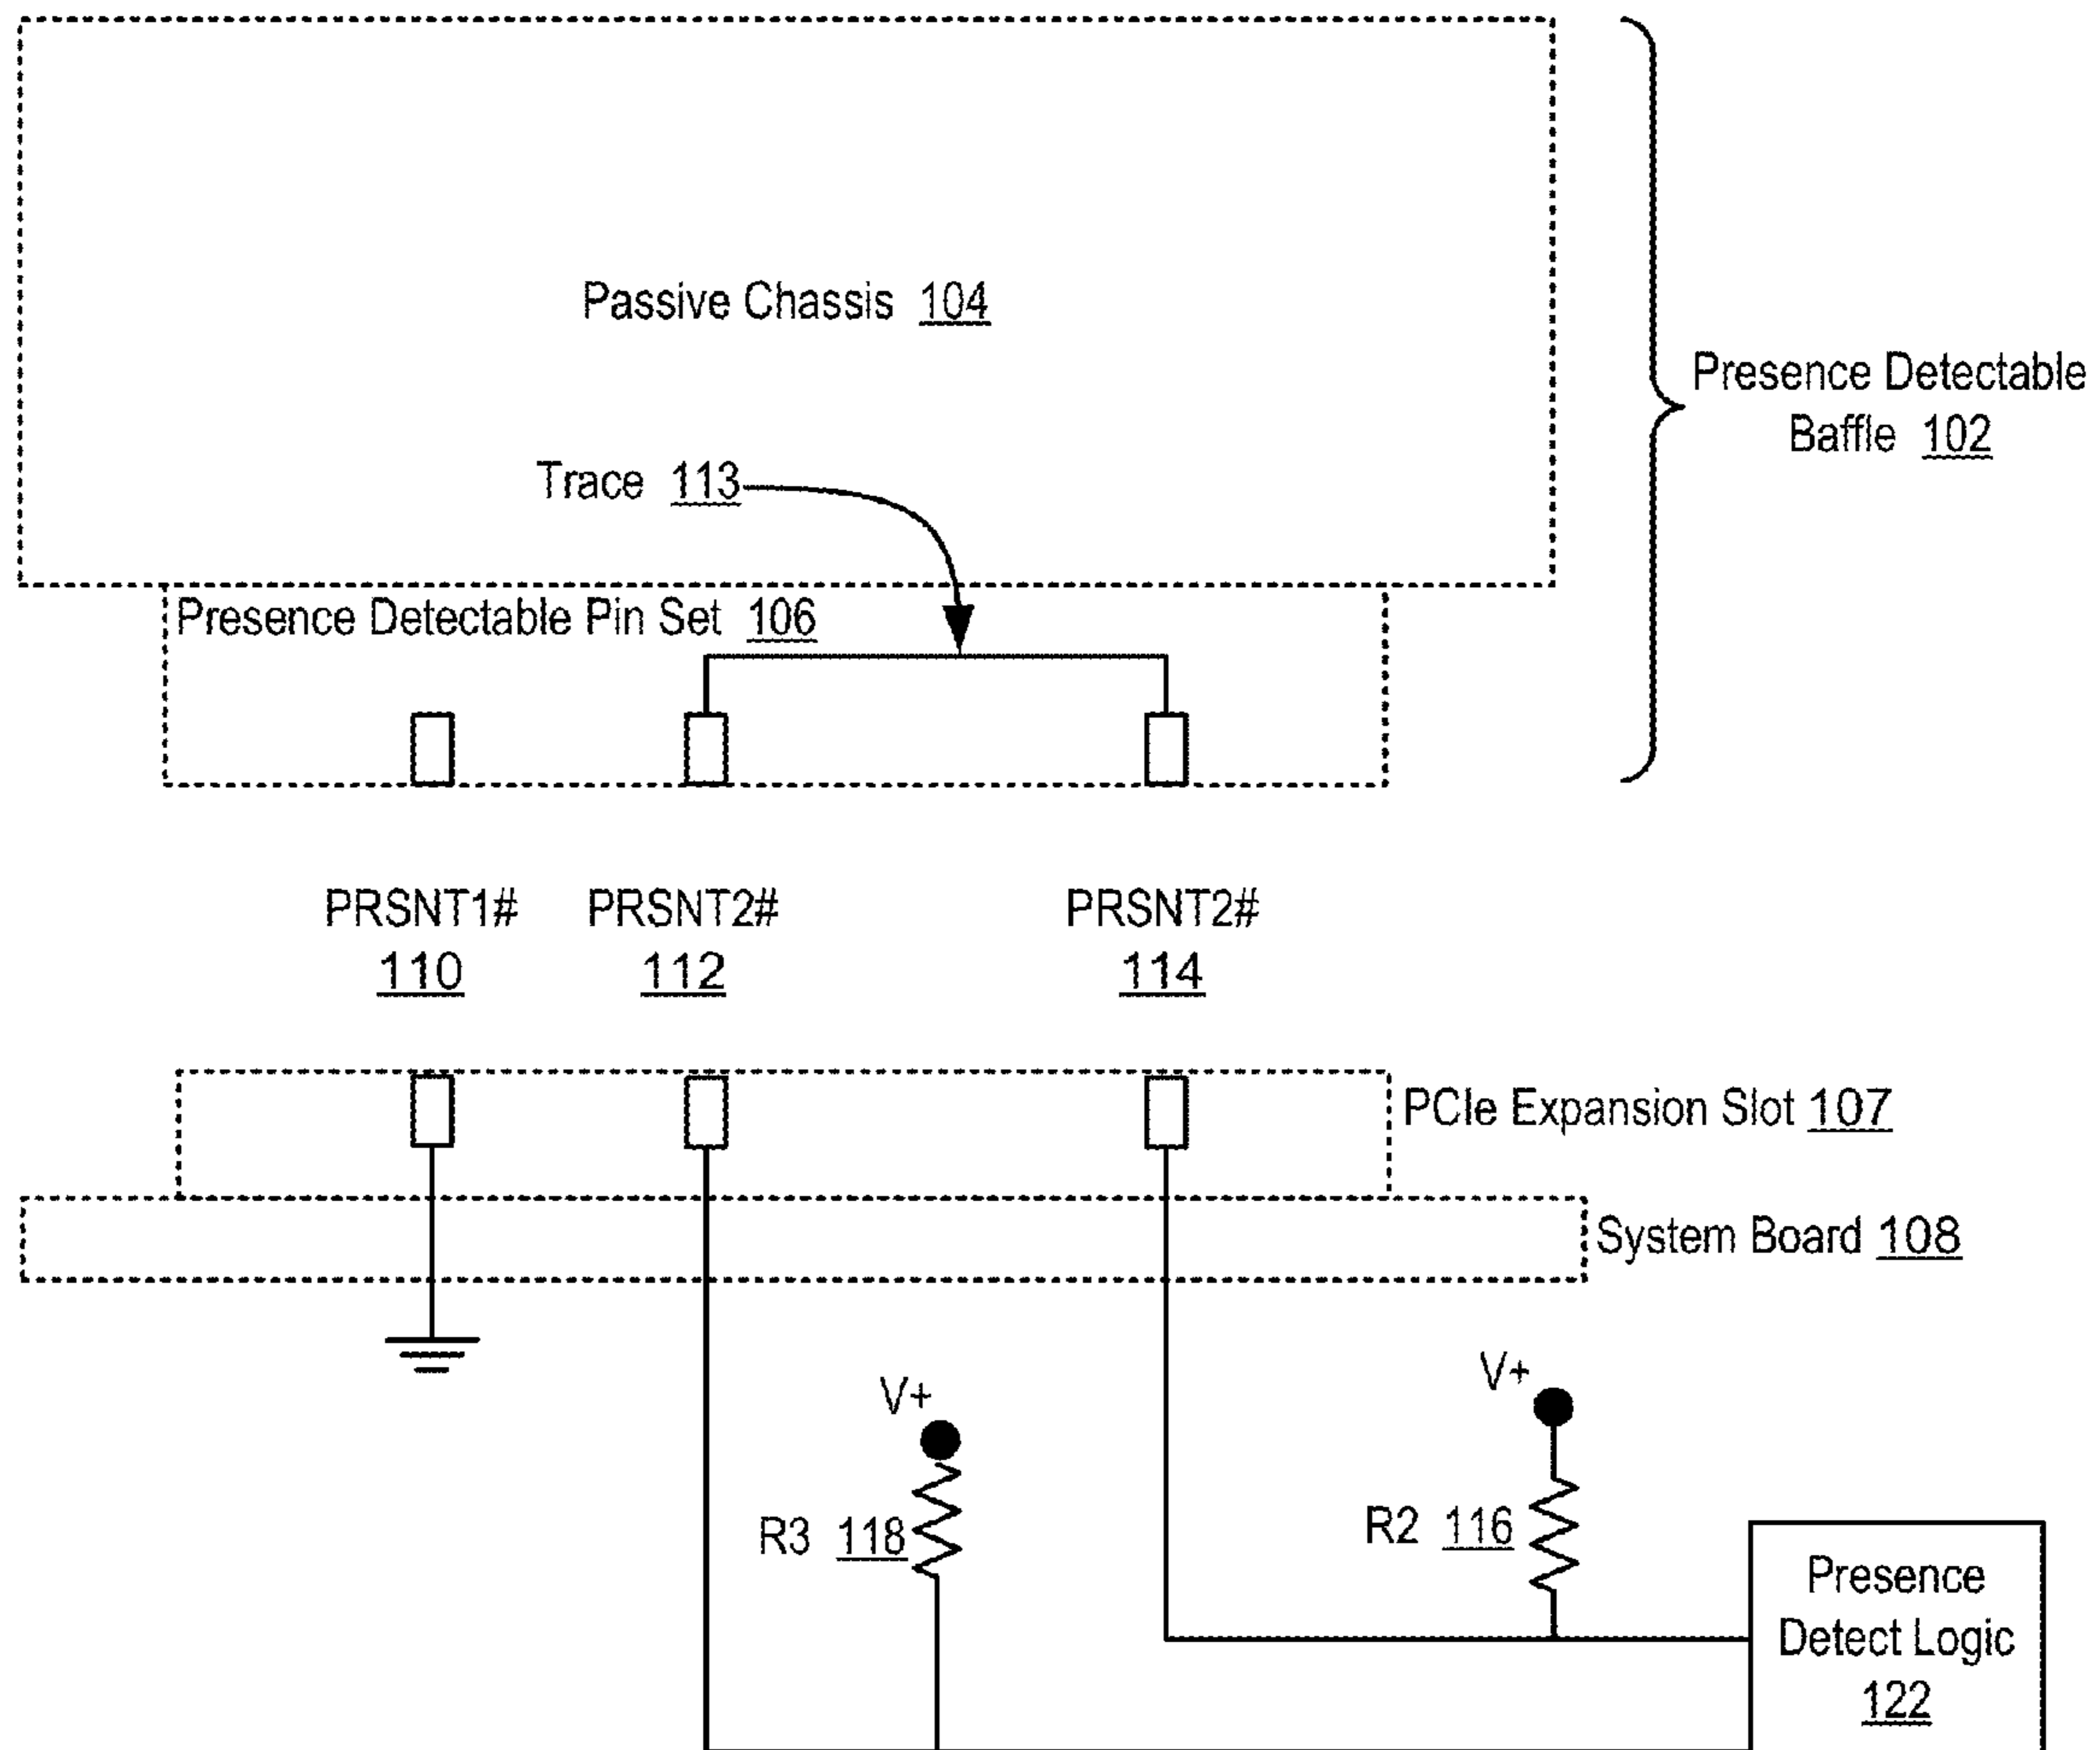 Passive Chassis 104
Presence Detectable
Baffle 102
Trace 113
Presence Detectable Pin Set 106
PRSNT1# PRSNT2# PRSNT2#
110 112 114
PCIe Expansion Slot 107
System Board 108
V+ V+
R3 118 R2 116
Presence
Detect Logic
122